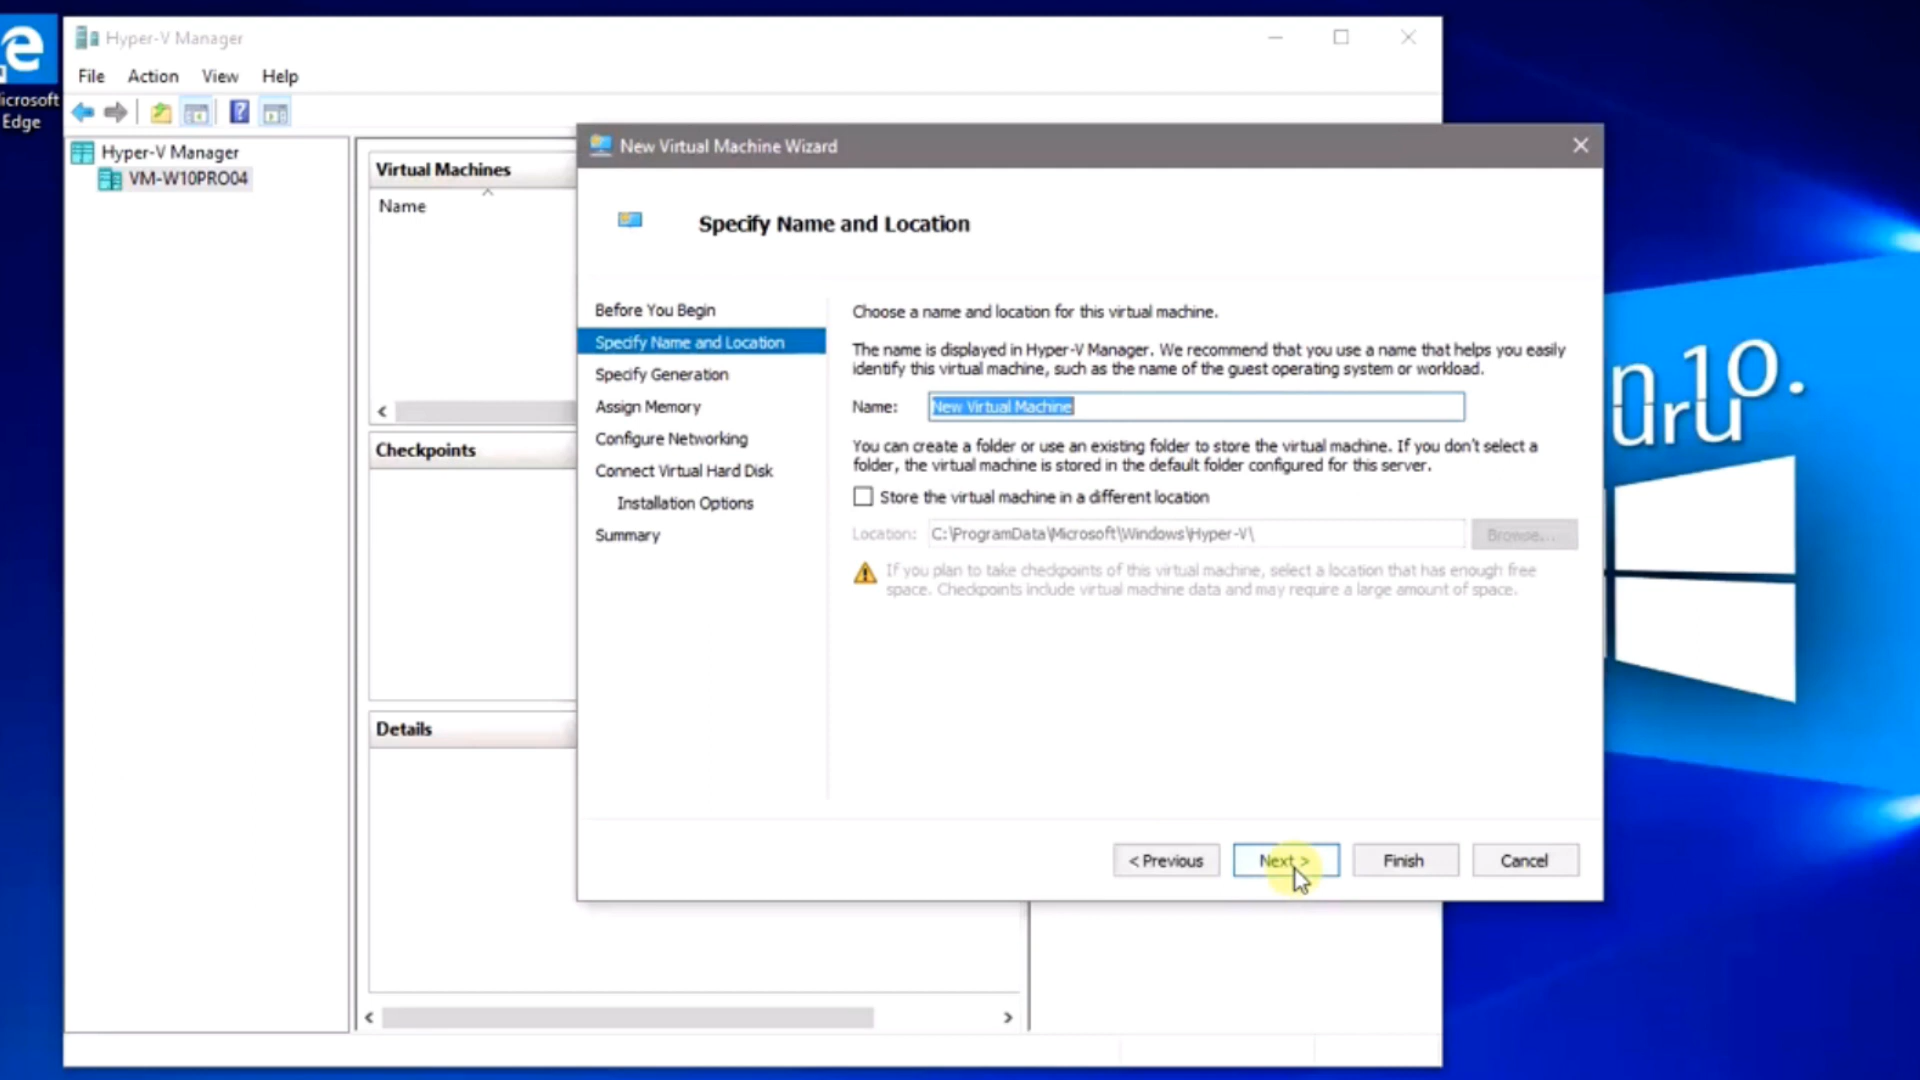 icrosoft
Edge
Hyper-V Manager
File Action View Help
Hyper-V Manager
VM-W10PRO04
Virtual Machines
Name
Checkpoints
Details
New Virtual Machine Wizard
Specify Name and Location
Before You Begin
Specify Name and Location
Specify Generation
Assign Memory
Configure Networking
Connect Virtual Hard Disk
Installation Options
Summary
Choose a name and location for this virtual machine.
The name is displayed in Hyper-V Manager. We recommend that you use a name that helps you easily
identify this virtual machine, such as the name of the guest operating system or workload.
Name: New Virtual Machine
You can create a folder or use an existing folder to store the virtual machine. If you don't select a
folder, the virtual machine is stored in the default folder configured for this server.
Store the virtual machine in a different location
Location: C:\ProgramData\Microsoft\Windows\Hyper-V\ Browse...
If you plan to take checkpoints of this virtual machine, select a location that has enough free
space. Checkpoints include virtual machine data and may require a large amount of space.
< Previous Next > Finish Cancel
n 10.
uru